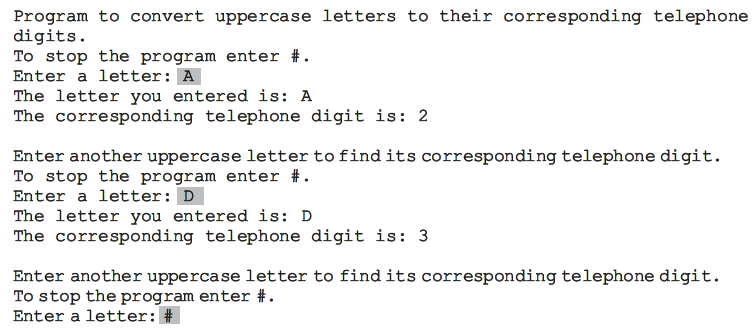 Program to convert uppercase letters to their corresponding telephone
digits.
To stop the program enter #.
Enter a letter: A
The letter you entered is: A
The corresponding telephone digit is: 2
Enter another uppercase letter to find its corresponding telephone digit.
To stop the program enter #.
Enter a letter: D
The letter you entered is: D
The corresponding telephone digit is: 3
Enter another uppercase letter to find its corresponding telephone digit.
To stop the program enter #.
Enter a letter: #